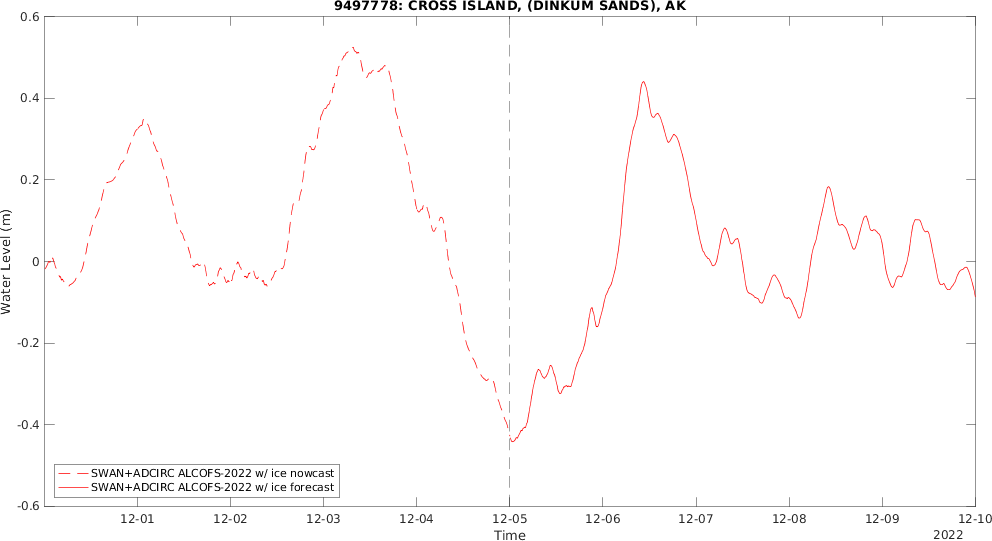 9497778: CROSS ISLAND, (DINKUM SANDS), AK
0.6
0.4
0.2
0
-0.2
-0.4
-0.6
Water Level (m)
SWAN+ADCIRC ALCOFS-2022 w/ ice nowcast
SWAN+ADCIRC ALCOFS-2022 w/ ice forecast
12-01 12-02 12-03 12-04 12-05 12-06 12-07 12-08 12-09 12-10
Time
2022